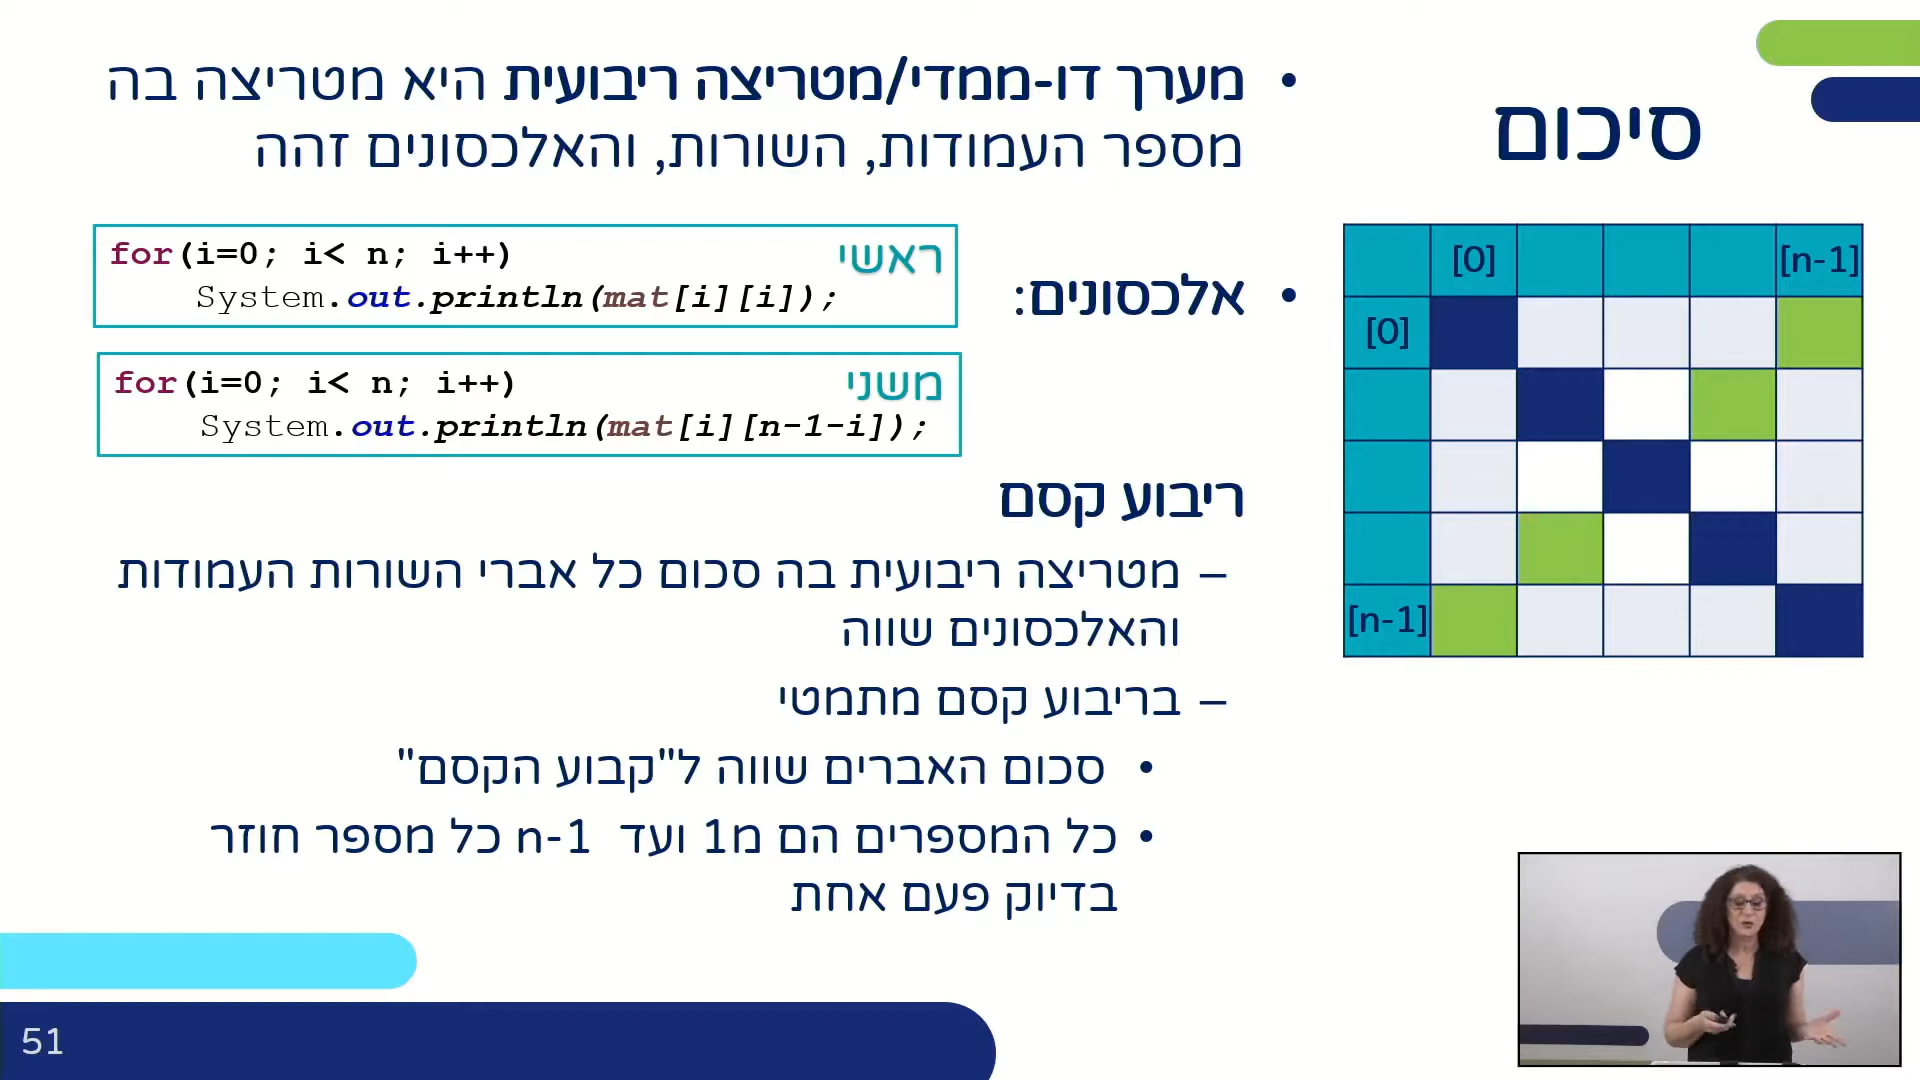 סיכום
• מערך דו-ממדי/מטריצה ריבועית היא מטריצה בה
מספר העמודות, השורות, והאלכסונים זהה
• אלכסונים:
ראשי
for(i=0; i< n; i++)
System.out.println(mat[i][i]);
משני
for(i=0; i< n; i++)
System.out.println(mat[i][n-1-i]);
ריבוע קסם
– מטריצה ריבועית בה סכום כל אברי השורות העמודות
והאלכסונים שווה
– בריבוע קסם מתמטי
• סכום האברים שווה ל"קבוע הקסם"
• כל המספרים הם מ1 ועד n-1 כל מספר חוזר
בדיוק פעם אחת
[0] [n-1]
[0]
[n-1]
51